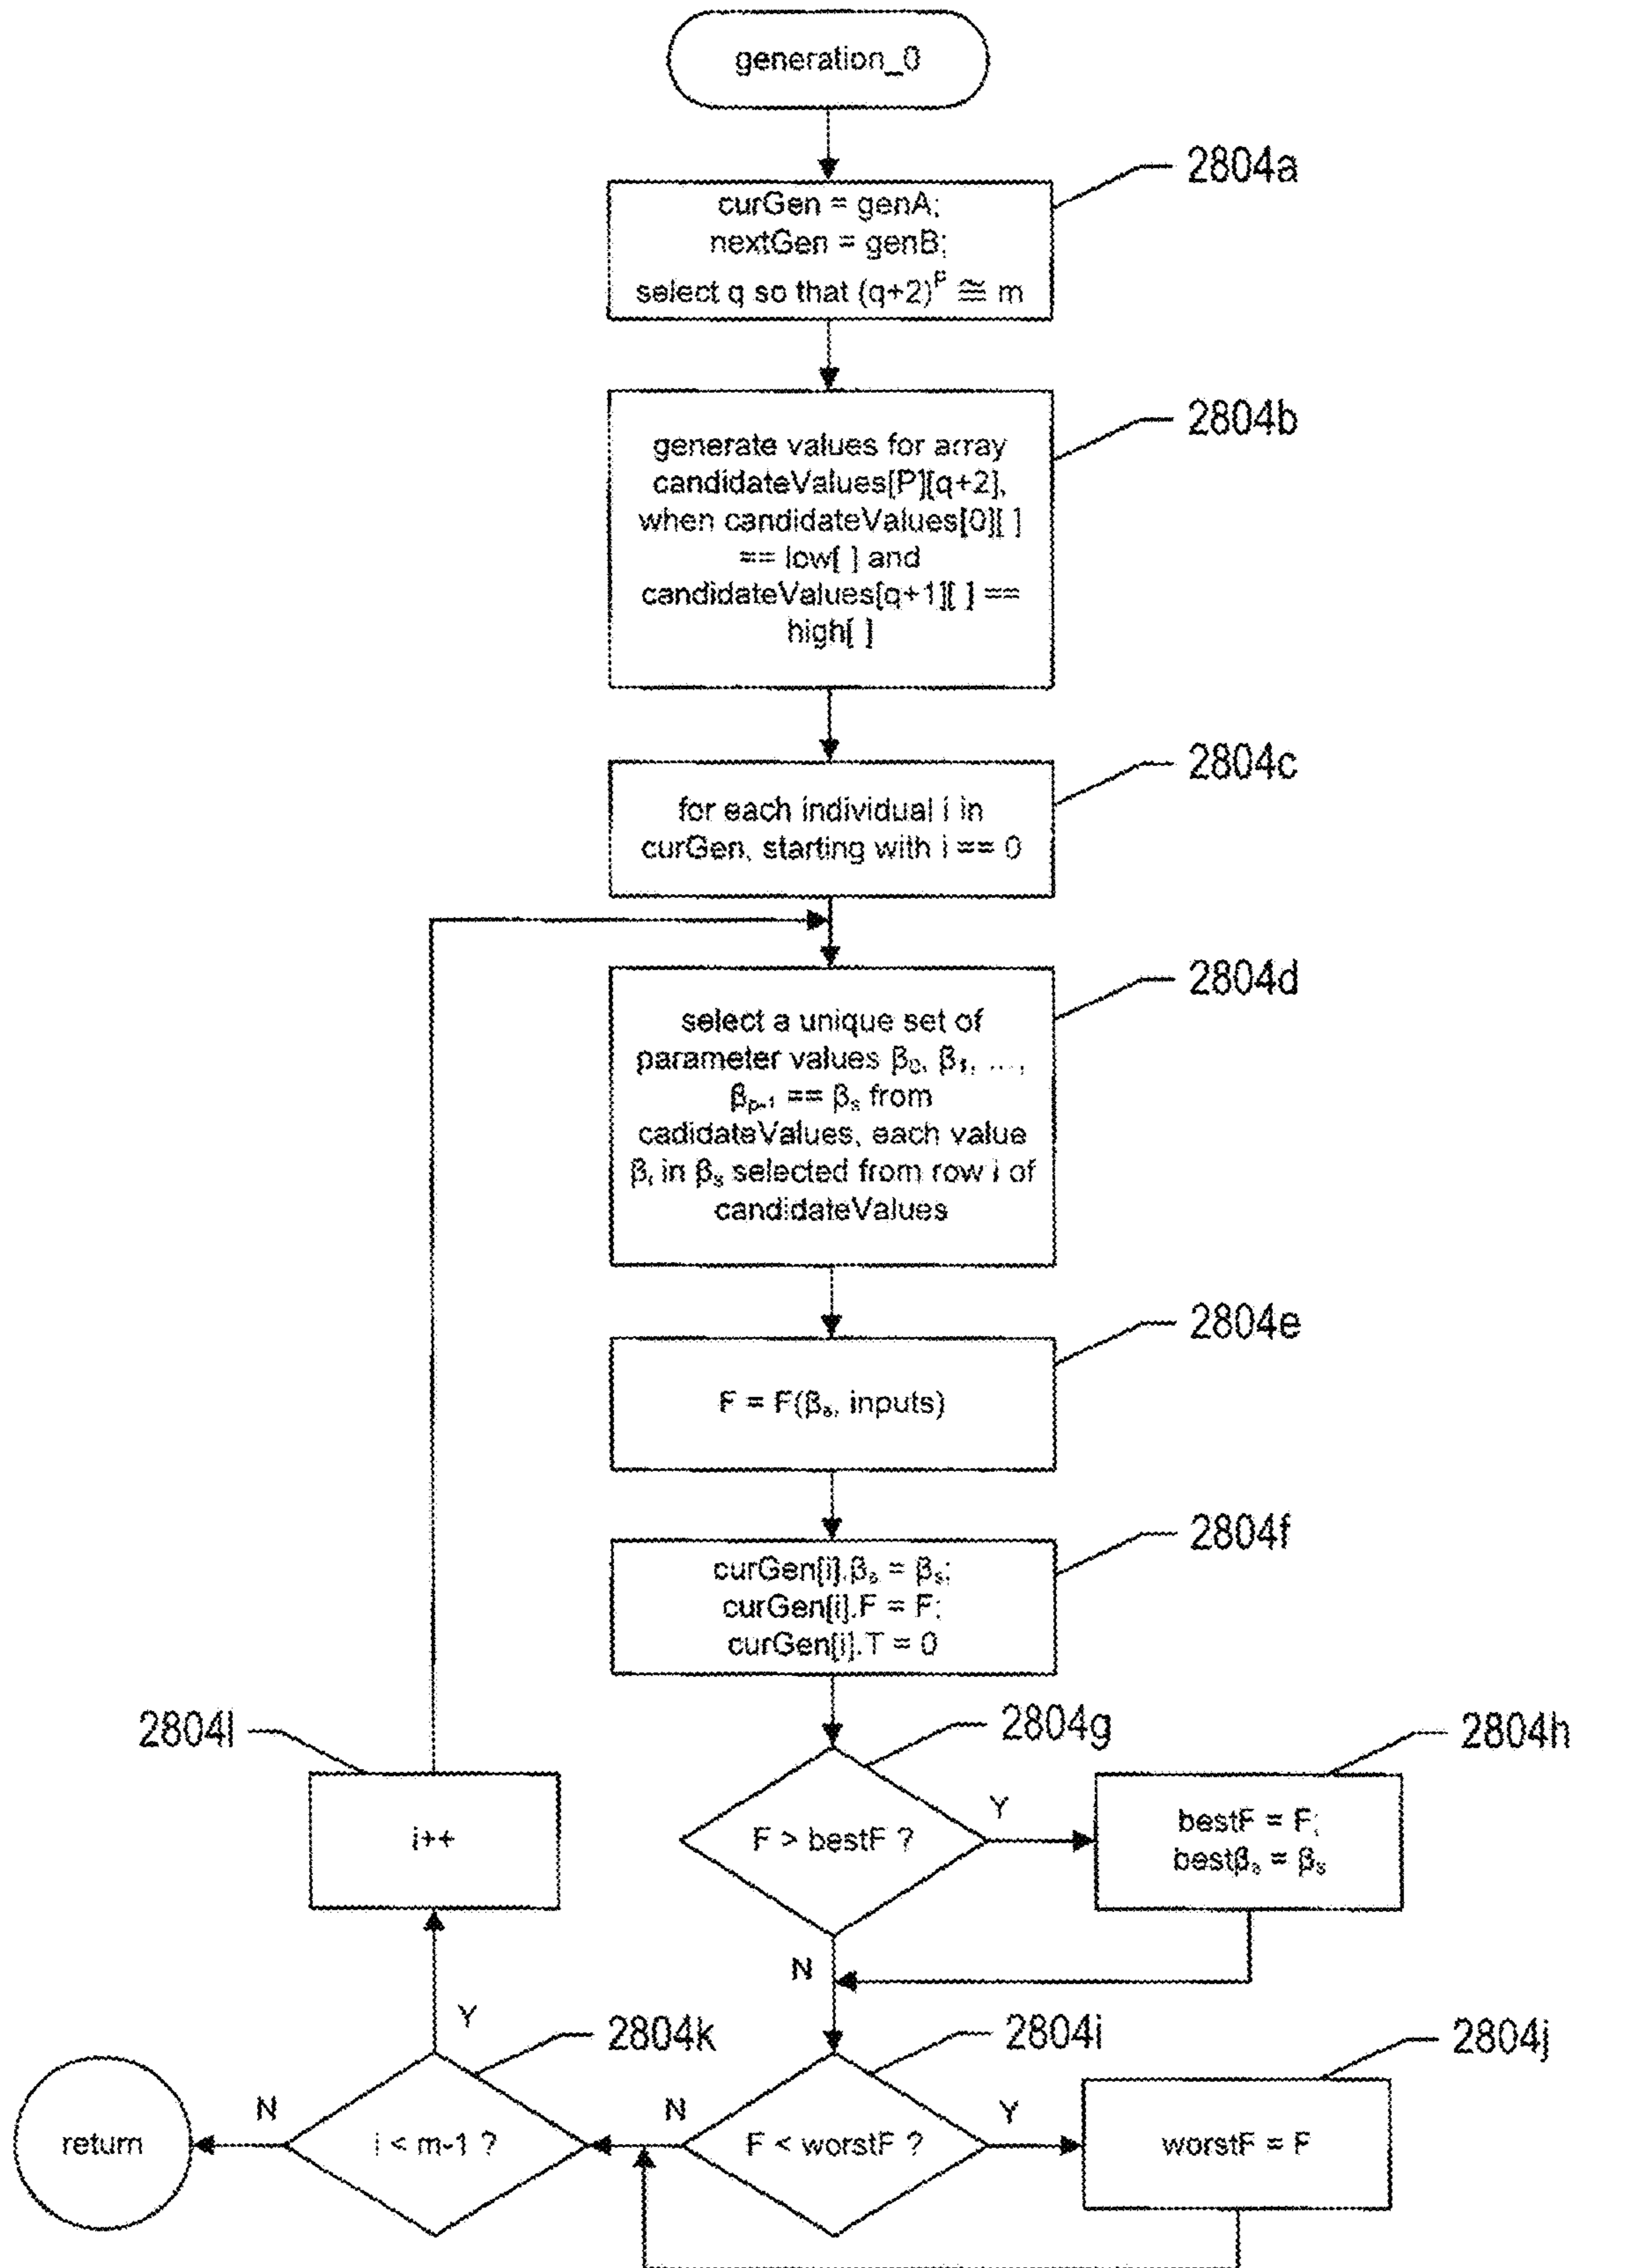 generation_0
2804a
curGen = genA;
nextGen = genB;
select q so that (q+2)^p ≅ m
2804b
generate values for array
candidateValues[P][q+2],
when candidateValues[0][ ]
== low[ ] and
candidateValues[q+1][ ] ==
high[ ]
2804c
for each individual i in
curGen, starting with i == 0
2804d
select a unique set of
parameter values β₀, β₁, ...,
βₚ₋₁ == βₛ from
cadidateValues, each value
βᵢ in βₛ selected from row i of
candidateValues
2804e
F = F(βₛ, inputs)
2804f
curGen[i].βₛ = βₛ;
curGen[i].F = F;
curGen[i].T = 0
2804g
F > bestF ?
Y
N
2804h
bestF = F;
bestβₛ = βₛ
2804i
F < worstF ?
Y
N
2804j
worstF = F
2804k
i < m-1 ?
Y
N
2804l
i++
return